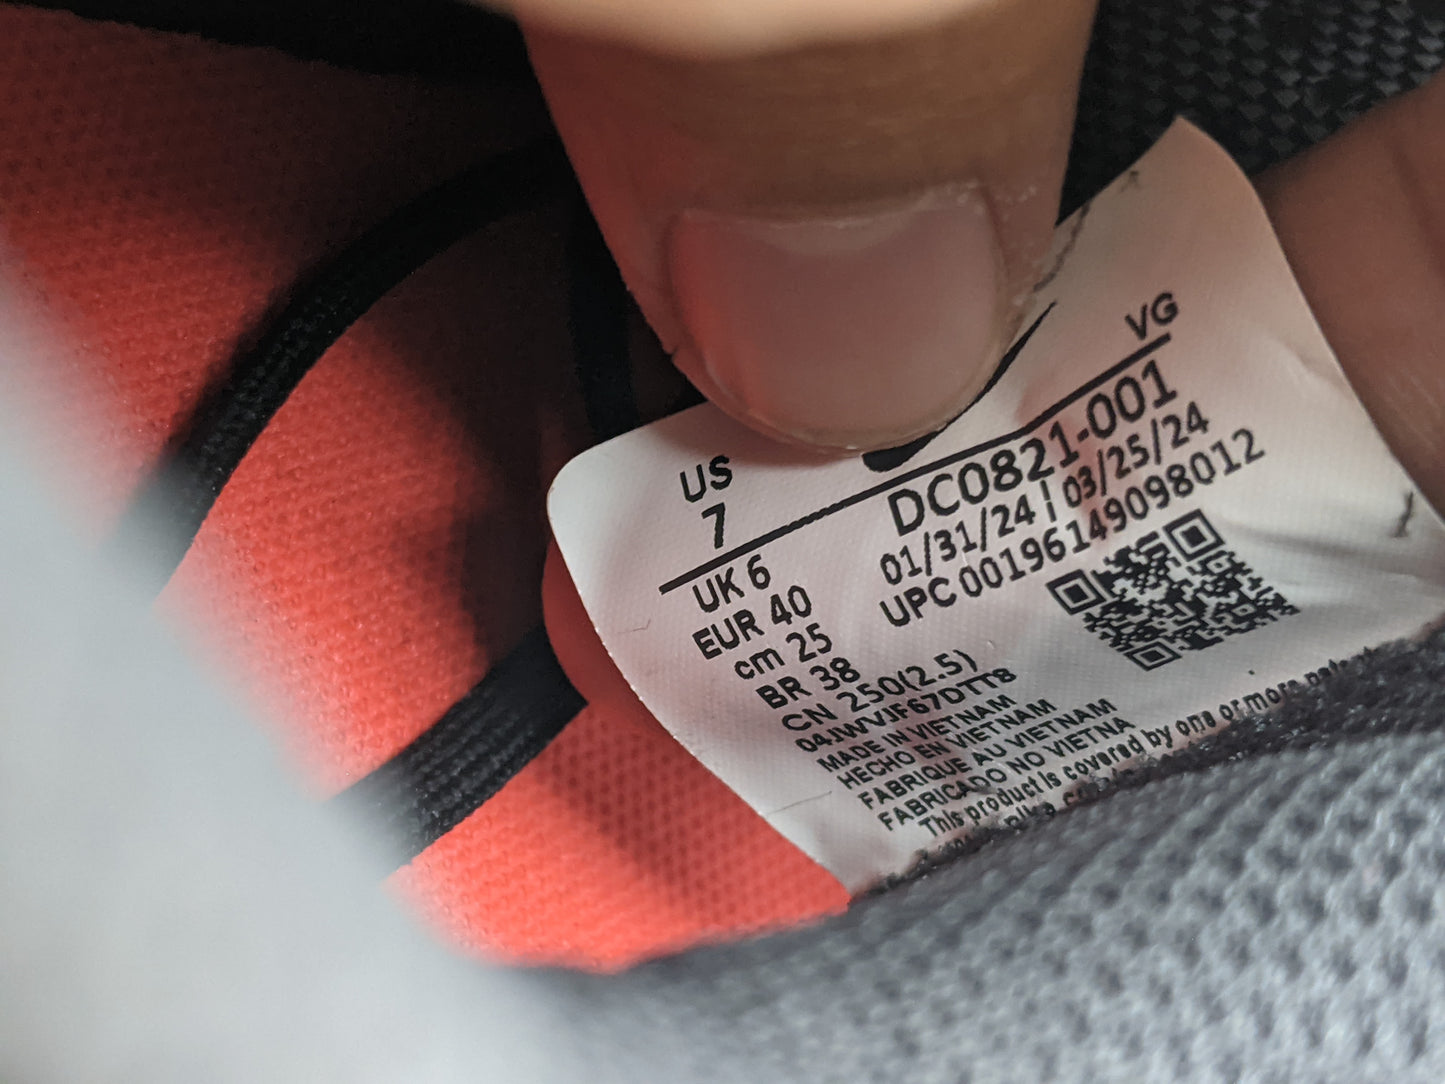 US
7
VG
DC0821-001
01/31/24 | 03/25/24
UPC 00196149098012
UK 6
EUR 40
cm 25
BR 38
CN 250(2.5)
04JWVJF67DTT8
MADE IN VIETNAM
HECHO EN VIETNAM
FABRIQUE AU VIETNAM
FABRICADO NO VIETNA
This product is covered by one or more